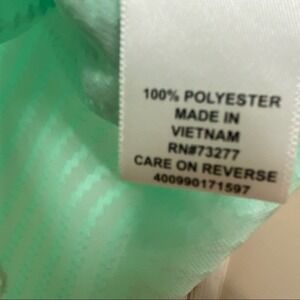 100% POLYESTER
MADE IN
VIETNAM
RN#73277
CARE ON REVERSE
400990171597